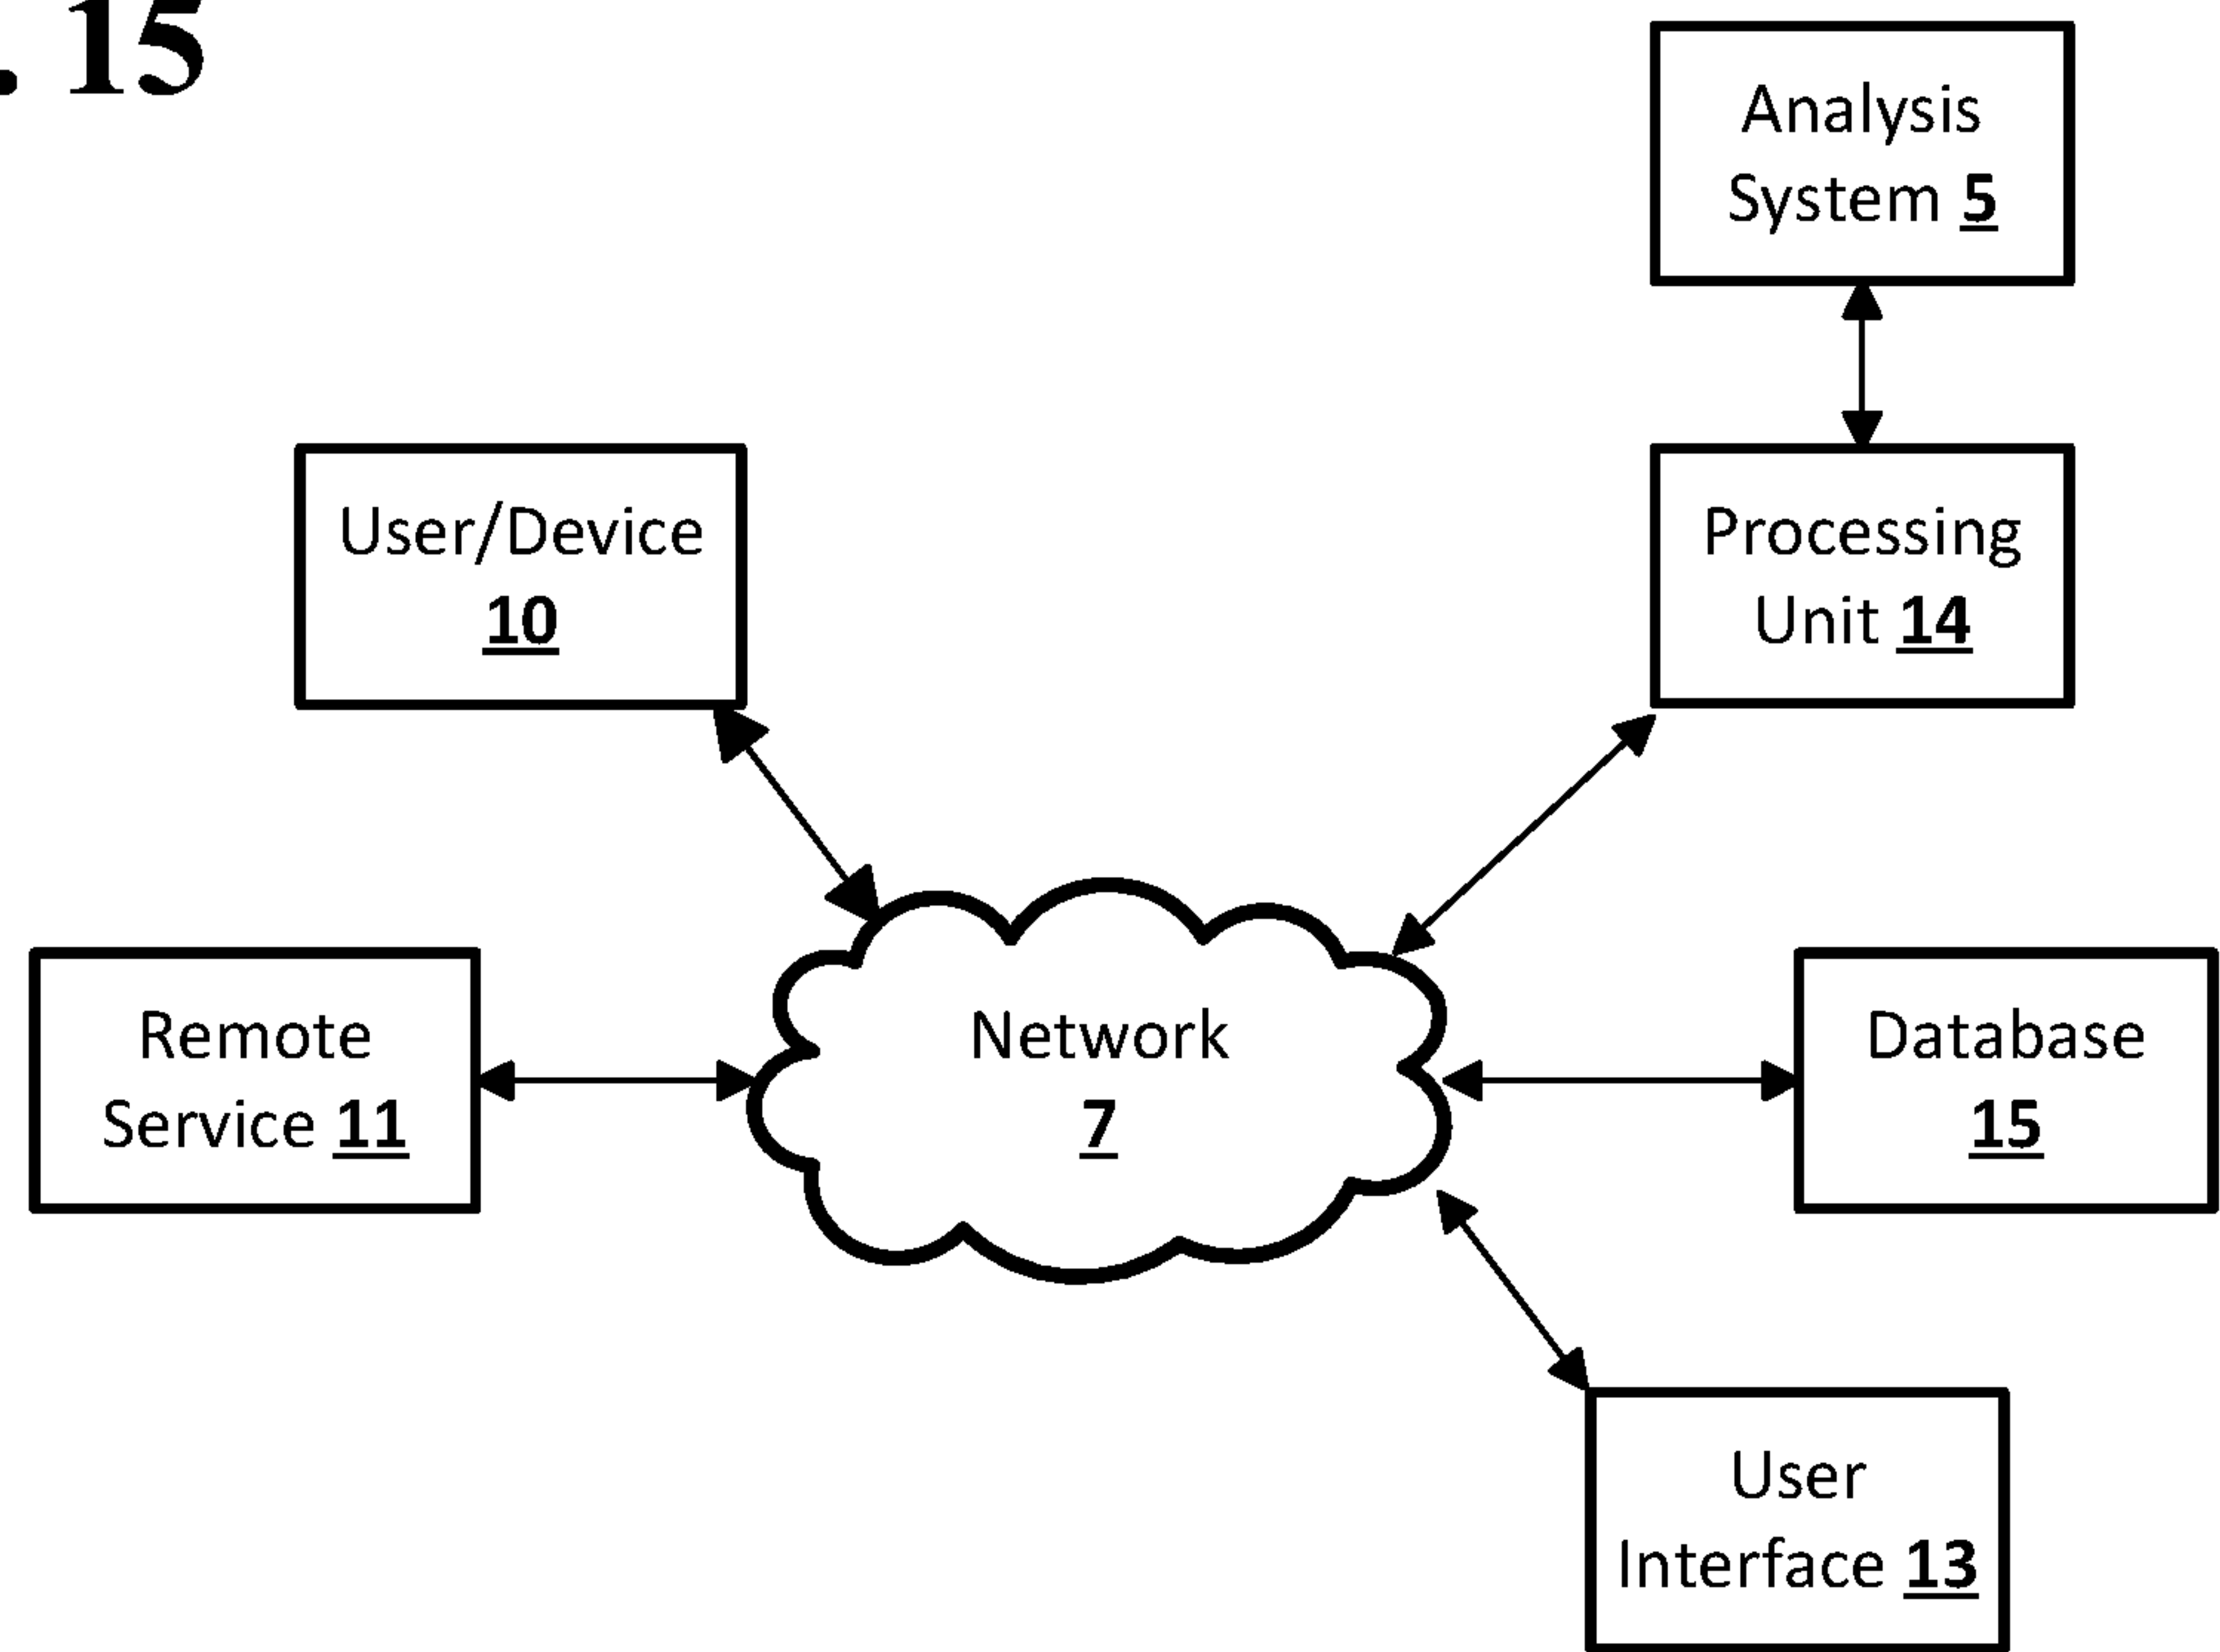 . 15
Analysis
System 5
User/Device
10
Processing
Unit 14
Remote
Service 11
Network
7
Database
15
User
Interface 13